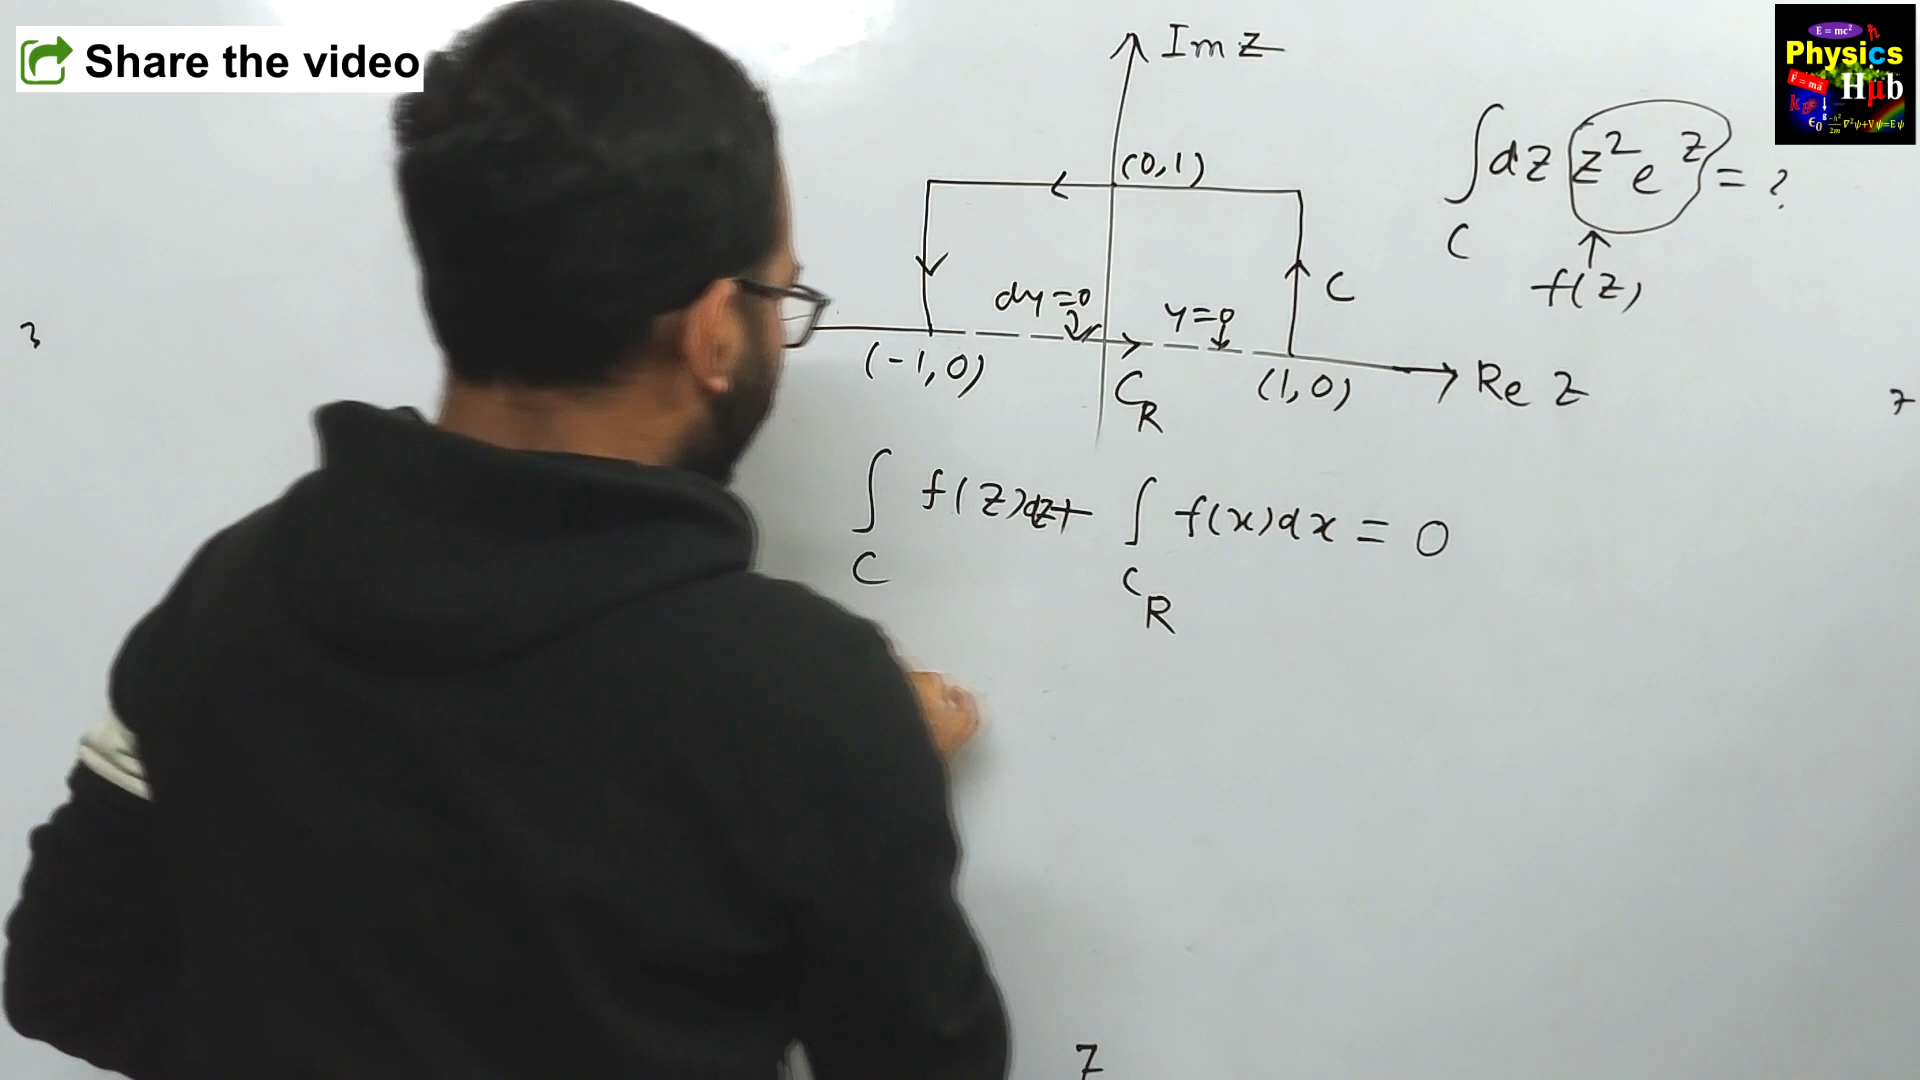 Share the video
E = mc² ħ
Physics
Hμb
F = ma
Im z
(0,1)
∫ dz z² e^z = ?
C
f(z)
C
dy=0
y=0
(-1,0)
C_R
(1,0)
Re z
∫ f(z)dz + ∫ f(x)dx = 0
C
C_R